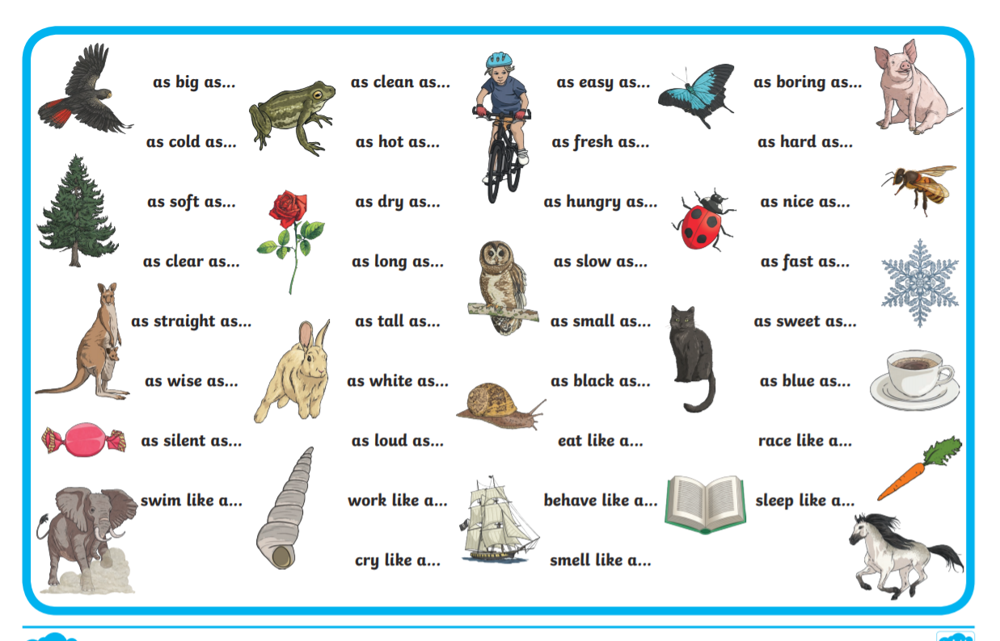 as big as... as clean as... as easy as... as boring as...
as cold as... as hot as... as fresh as... as hard as...
as soft as... as dry as... as hungry as... as nice as...
as clear as... as long as... as slow as... as fast as...
as straight as... as tall as... as small as... as sweet as...
as wise as... as white as... as black as... as blue as...
as silent as... as loud as... eat like a... race like a...
swim like a... work like a... behave like a... sleep like a...
cry like a... smell like a...